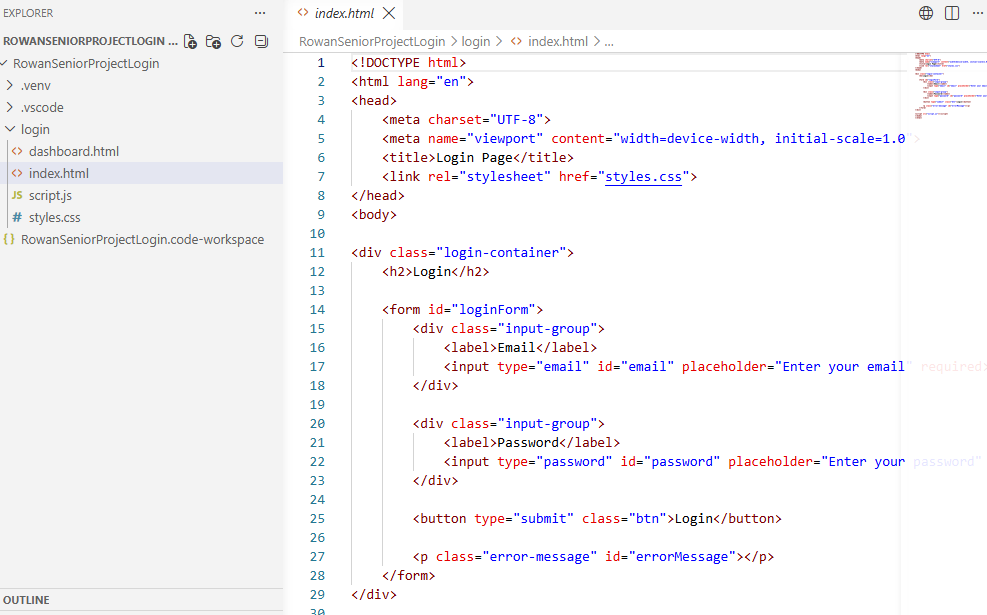 EXPLORER
ROWANSENIORPROJECTLOGIN ...
RowanSeniorProjectLogin
.venv
.vscode
login
dashboard.html
index.html
JS script.js
# styles.css
{} RowanSeniorProjectLogin.code-workspace
OUTLINE
<> index.html
RowanSeniorProjectLogin > login > <> index.html > ...
1 <!DOCTYPE html>
2 <html lang="en">
3 <head>
4 <meta charset="UTF-8">
5 <meta name="viewport" content="width=device-width, initial-scale=1.0">
6 <title>Login Page</title>
7 <link rel="stylesheet" href="styles.css">
8 </head>
9 <body>
10
11 <div class="login-container">
12 <h2>Login</h2>
13
14 <form id="loginForm">
15 <div class="input-group">
16 <label>Email</label>
17 <input type="email" id="email" placeholder="Enter your email" required>
18 </div>
19
20 <div class="input-group">
21 <label>Password</label>
22 <input type="password" id="password" placeholder="Enter your password"
23 </div>
24
25 <button type="submit" class="btn">Login</button>
26
27 <p class="error-message" id="errorMessage"></p>
28 </form>
29 </div>
30